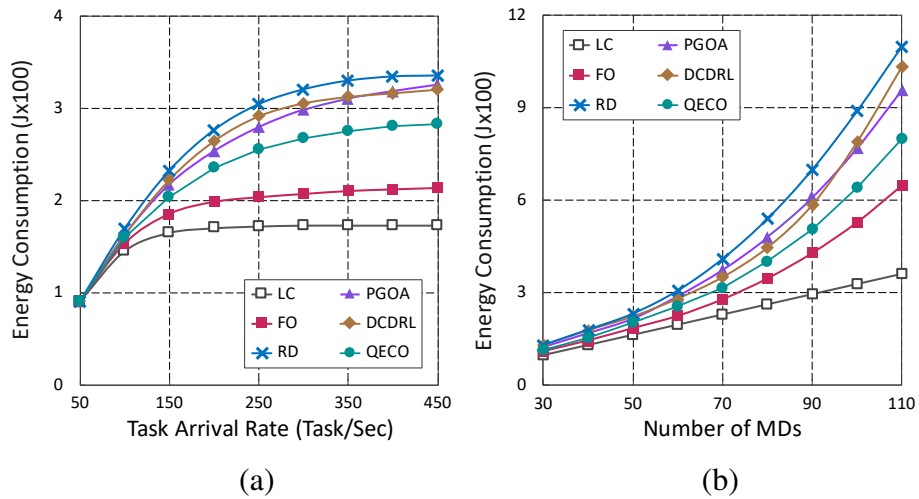 4
3
2
1
0
Energy Consumption (Jx100)
LC PGOA
FO DCDRL
RD QECO
50 150 250 350 450
Task Arrival Rate (Task/Sec)
(a)
12
9
6
3
0
Energy Consumption (Jx100)
LC PGOA
FO DCDRL
RD QECO
30 50 70 90 110
Number of MDs
(b)